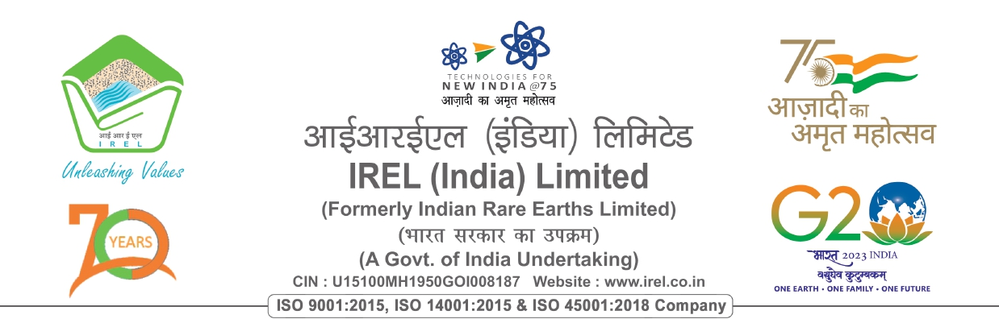 आई आर ई एल
I R E L
Unleashing Values
70
YEARS
TECHNOLOGIES FOR
NEW INDIA @75
आज़ादी का अमृत महोत्सव
आईआरईएल (इंडिया) लिमिटेड
IREL (India) Limited
(Formerly Indian Rare Earths Limited)
(भारत सरकार का उपक्रम)
(A Govt. of India Undertaking)
CIN : U15100MH1950GOI008187 Website : www.irel.co.in
ISO 9001:2015, ISO 14001:2015 & ISO 45001:2018 Company
75
आज़ादी का
अमृत महोत्सव
G20
भारत 2023 INDIA
वसुधैव कुटुम्बकम्
ONE EARTH • ONE FAMILY • ONE FUTURE